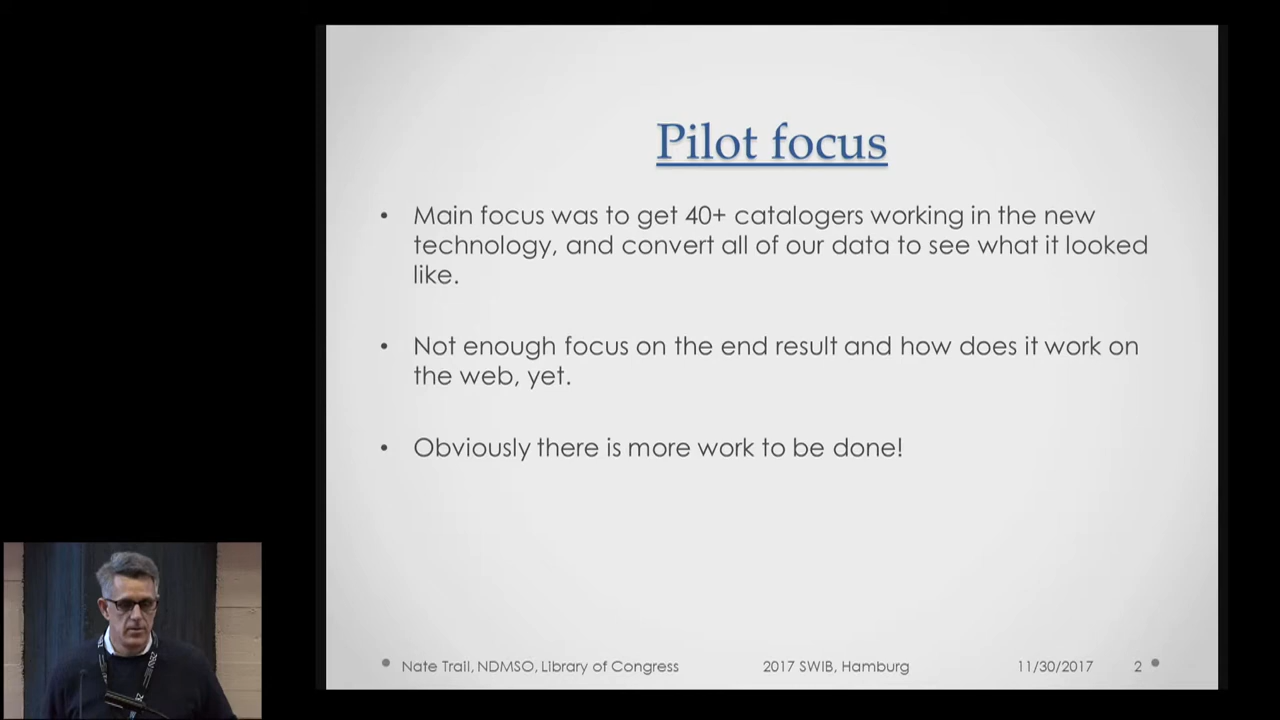 Pilot focus
• Main focus was to get 40+ catalogers working in the new
technology, and convert all of our data to see what it looked
like.
• Not enough focus on the end result and how does it work on
the web, yet.
• Obviously there is more work to be done!
Nate Trail, NDMSO, Library of Congress 2017 SWIB, Hamburg 11/30/2017 2